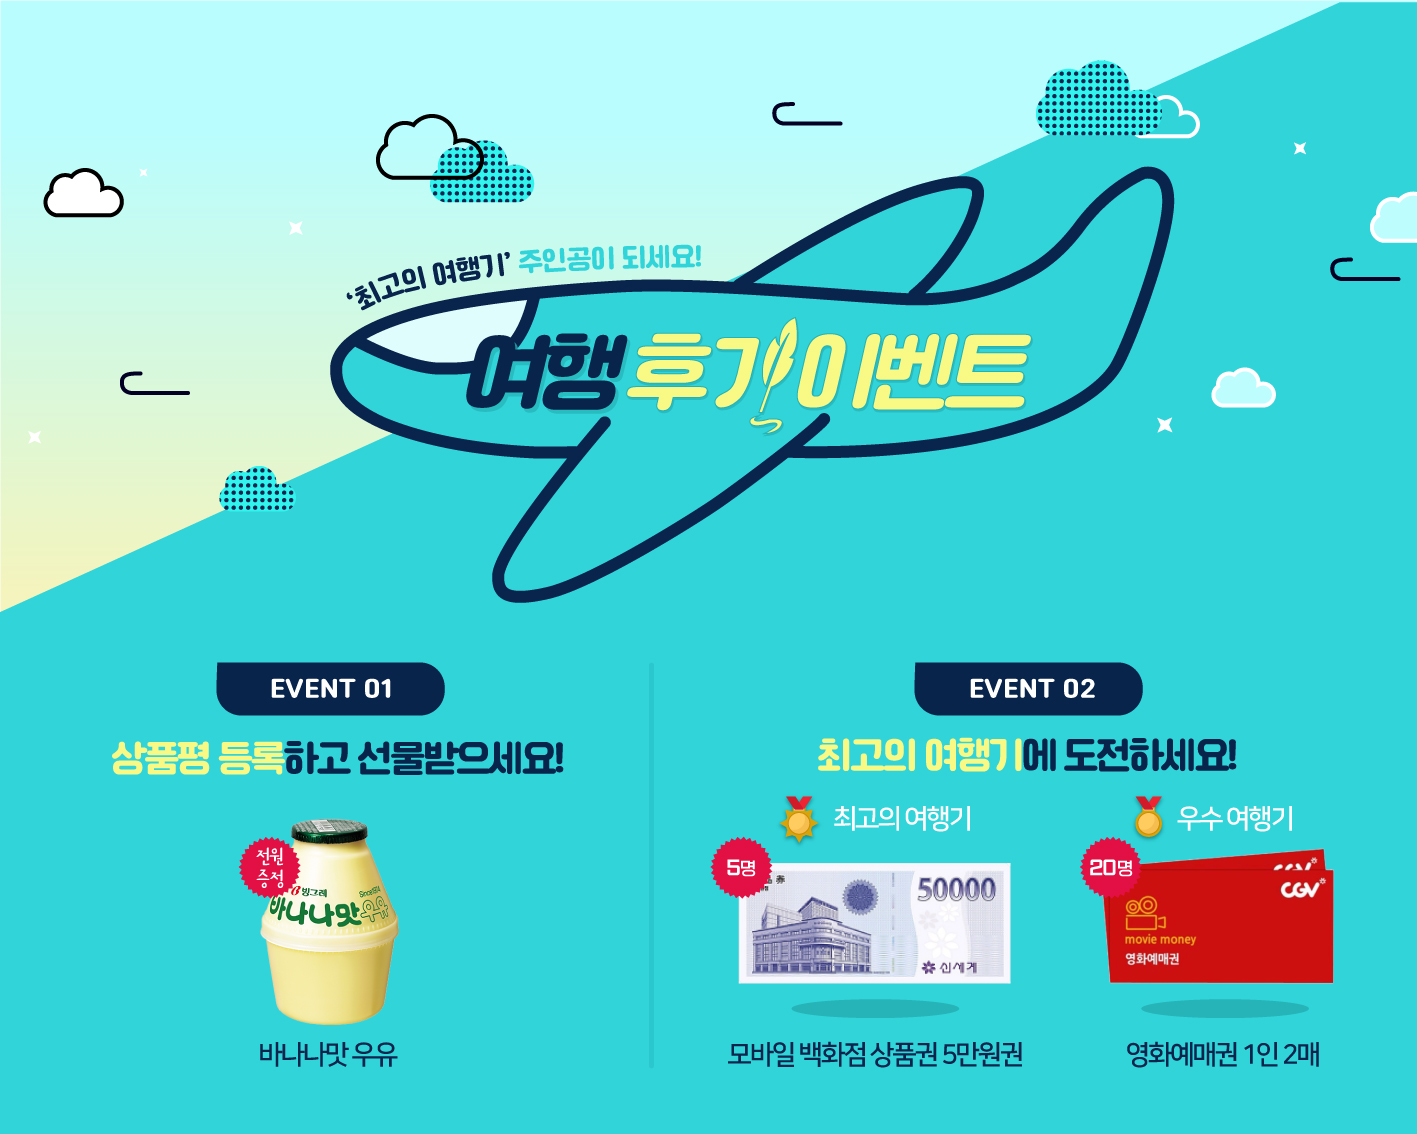 ‘최고의 여행기’ 주인공이 되세요!
여행 후기 이벤트
EVENT 01
상품평 등록하고 선물받으세요!
전원
증정
빙그레
Since1974
바나나맛우유
바나나맛 우유
EVENT 02
최고의 여행기에 도전하세요!
최고의 여행기
5명
50000
신세계
모바일 백화점 상품권 5만원권
우수 여행기
20명
CGV
CGV
movie money
영화예매권
영화예매권 1인 2매